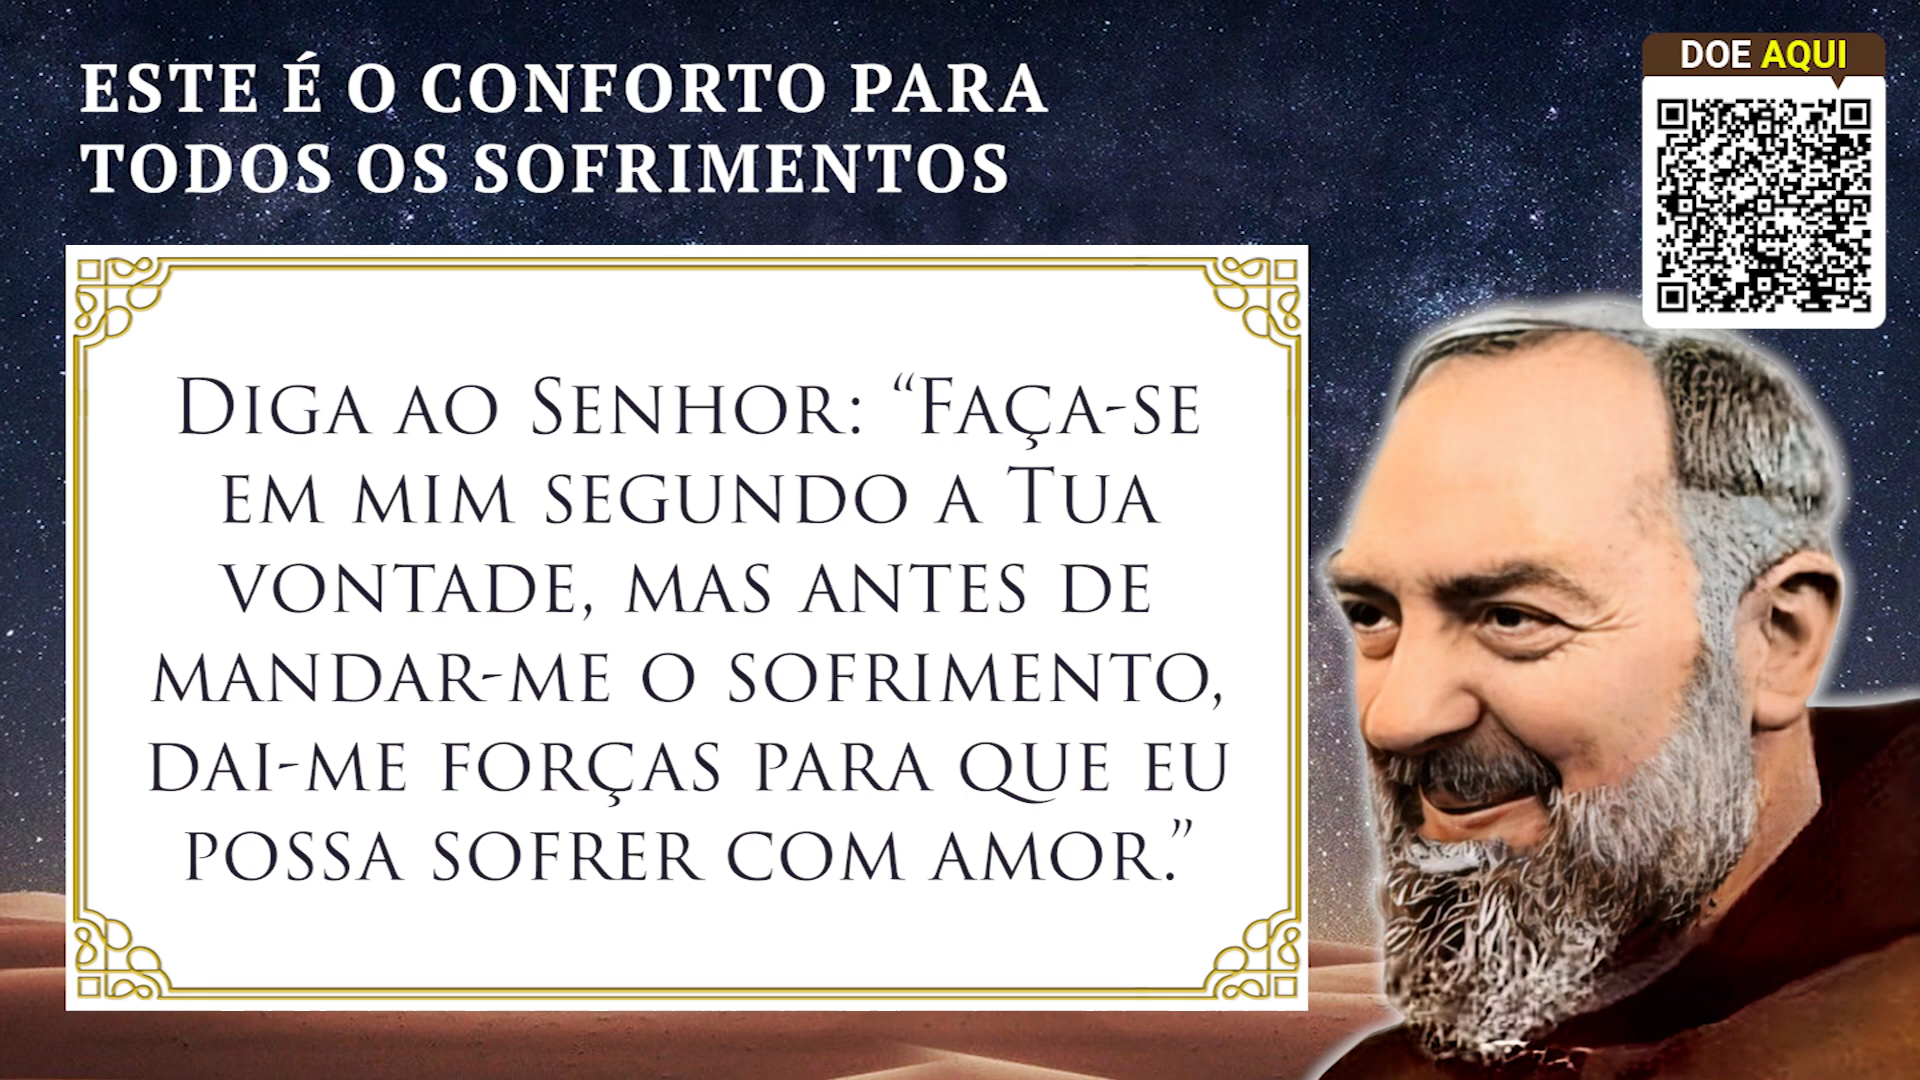 ESTE É O CONFORTO PARA
TODOS OS SOFRIMENTOS
DOE AQUI
DIGA AO SENHOR: “FAÇA-SE
EM MIM SEGUNDO A TUA
VONTADE, MAS ANTES DE
MANDAR-ME O SOFRIMENTO,
DAI-ME FORÇAS PARA QUE EU
POSSA SOFRER COM AMOR.”